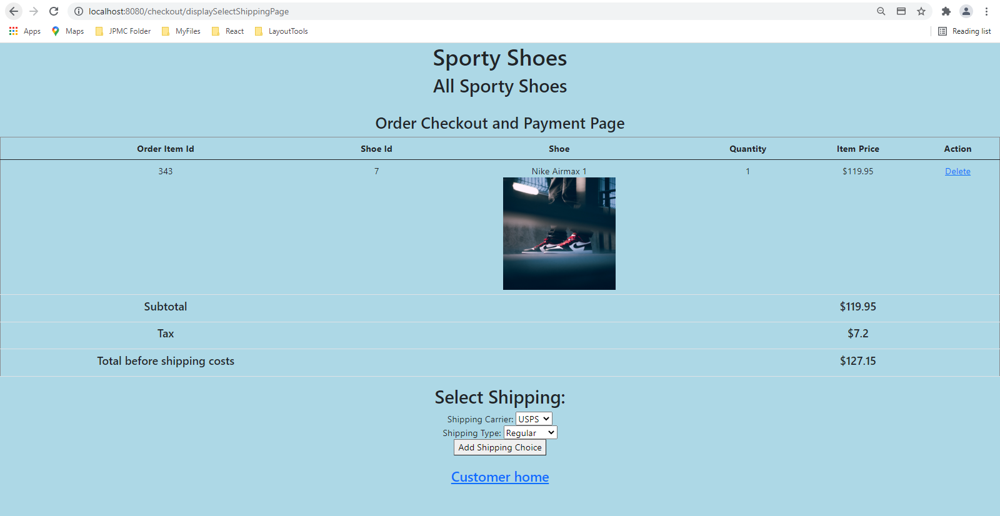 localhost:8080/checkout/displaySelectShippingPage
Apps Maps JPMC Folder MyFiles React LayoutTools Reading list
Sporty Shoes
All Sporty Shoes
Order Checkout and Payment Page
Order Item Id Shoe Id Shoe Quantity Item Price Action
343 7 Nike Airmax 1 1 $119.95 Delete
Subtotal $119.95
Tax $7.2
Total before shipping costs $127.15
Select Shipping:
Shipping Carrier: USPS
Shipping Type: Regular
Add Shipping Choice
Customer home